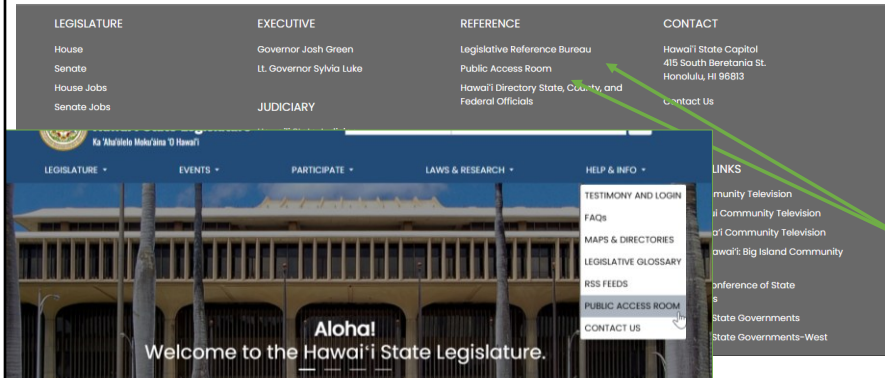 LEGISLATURE
House
Senate
House Jobs
Senate Jobs
EXECUTIVE
Governor Josh Green
Lt. Governor Sylvia Luke
JUDICIARY
REFERENCE
Legislative Reference Bureau
Public Access Room
Hawaiʻi Directory State, County, and
Federal Officials
CONTACT
Hawaiʻi State Capitol
415 South Beretania St.
Honolulu, HI 96813
Contact Us
LINKS
Community Television
Community Television
Community Television
Big Island Community
Conference of State
State Governments
State Governments-West
Ka ʻAhaʻōlelo Mokuʻāina ʻO Hawaiʻi
LEGISLATURE
EVENTS
PARTICIPATE
LAWS & RESEARCH
HELP & INFO
TESTIMONY AND LOGIN
FAQs
MAPS & DIRECTORIES
LEGISLATIVE GLOSSARY
RSS FEEDS
PUBLIC ACCESS ROOM
CONTACT US
Aloha!
Welcome to the Hawaiʻi State Legislature.